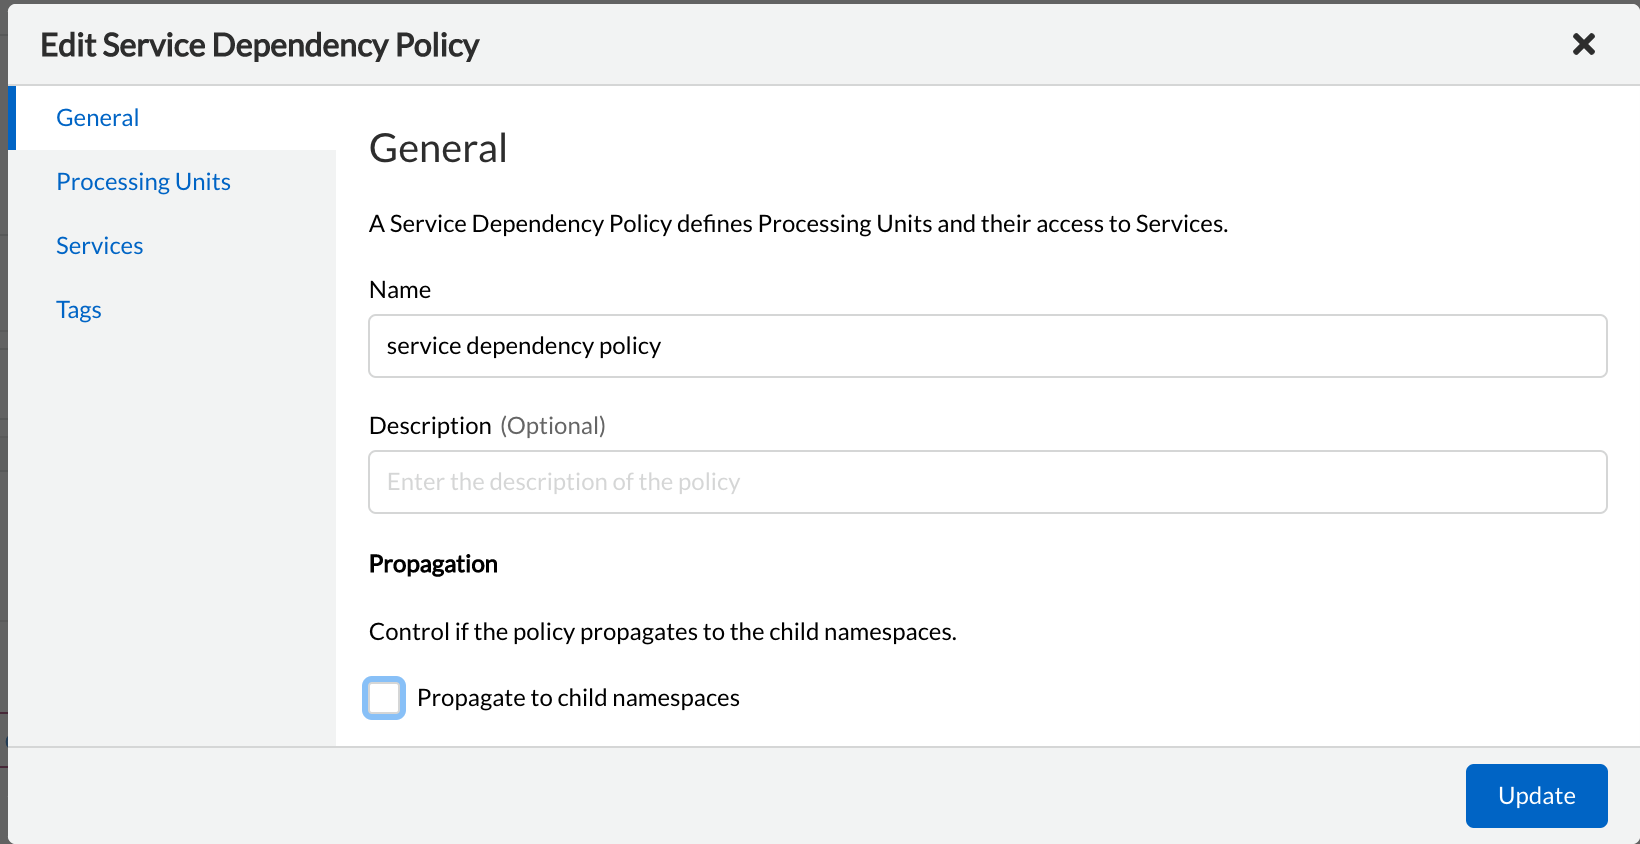 Edit Service Dependency Policy
General
Processing Units
Services
Tags
General
A Service Dependency Policy defines Processing Units and their access to Services.
Name
service dependency policy
Description (Optional)
Enter the description of the policy
Propagation
Control if the policy propagates to the child namespaces.
Propagate to child namespaces
Update